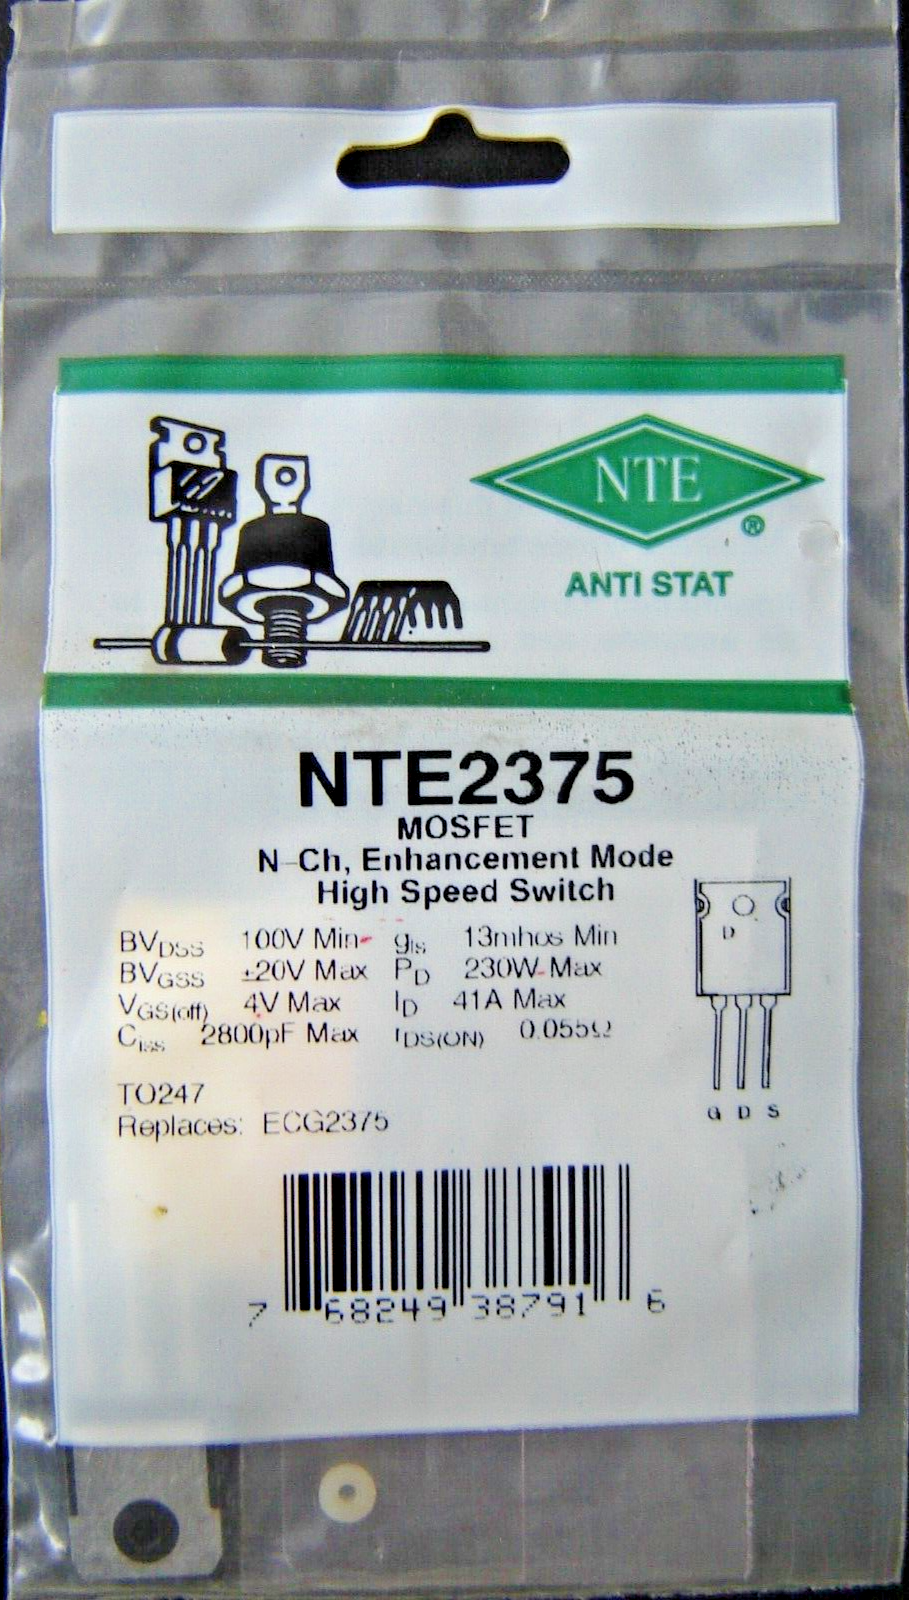 NTE
®
ANTI STAT
NTE2375
MOSFET
N-Ch, Enhancement Mode
High Speed Switch
BVDSS 100V Min gfs 13mhos Min
BVGSS ±20V Max PD 230W Max
VGS(off) 4V Max ID 41A Max
Ciss 2800pF Max rDS(ON) 0.055Ω
TO247
Replaces: ECG2375
D
G D S
7 68249 38791 6